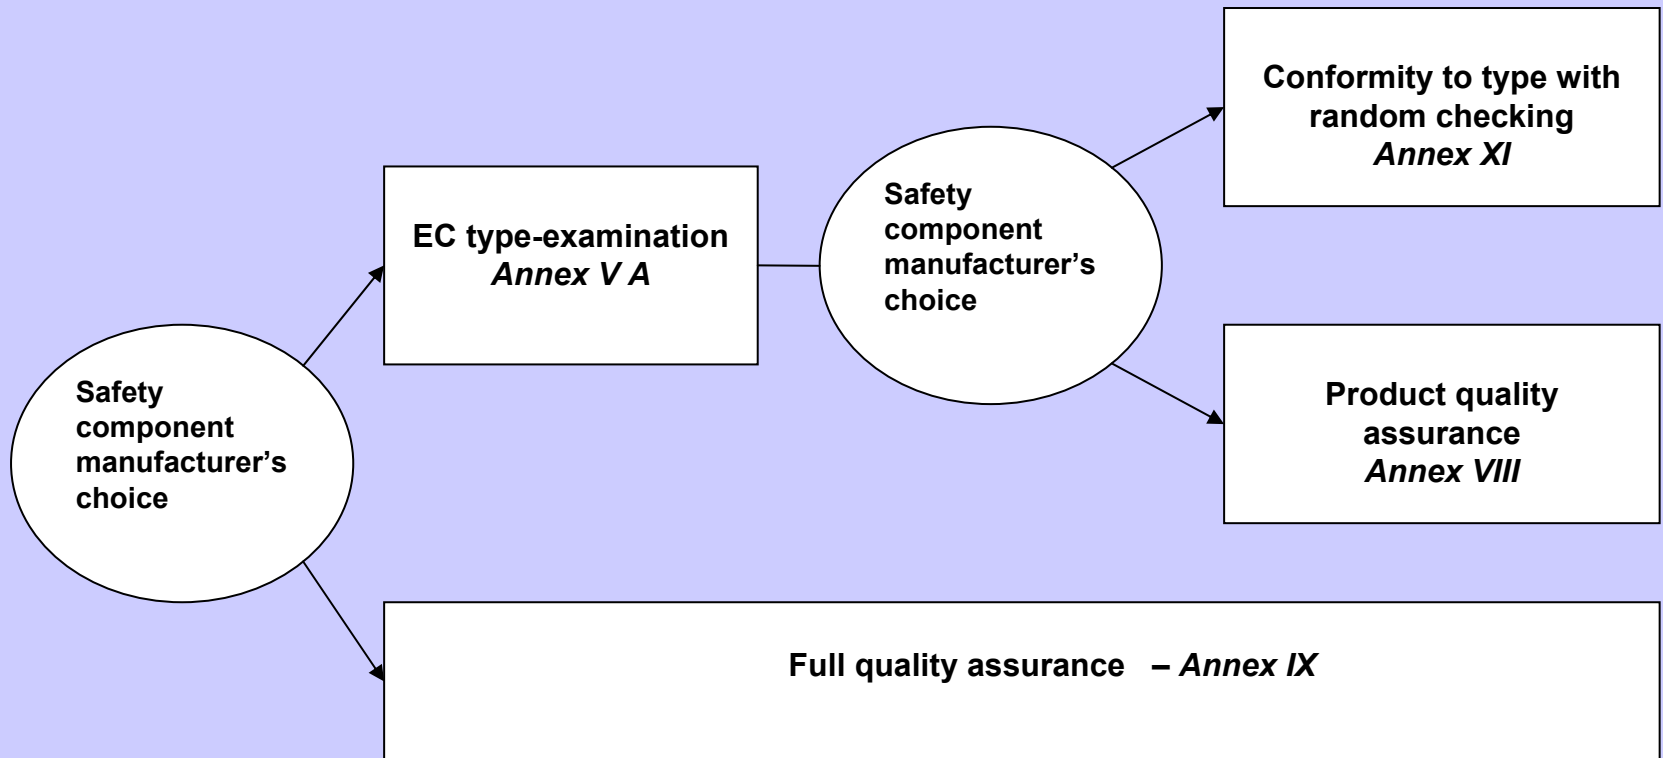 Conformity to type with
random checking
Annex XI
EC type-examination
Annex V A
Safety
component
manufacturer’s
choice
Safety
component
manufacturer’s
choice
Product quality
assurance
Annex VIII
Full quality assurance – Annex IX